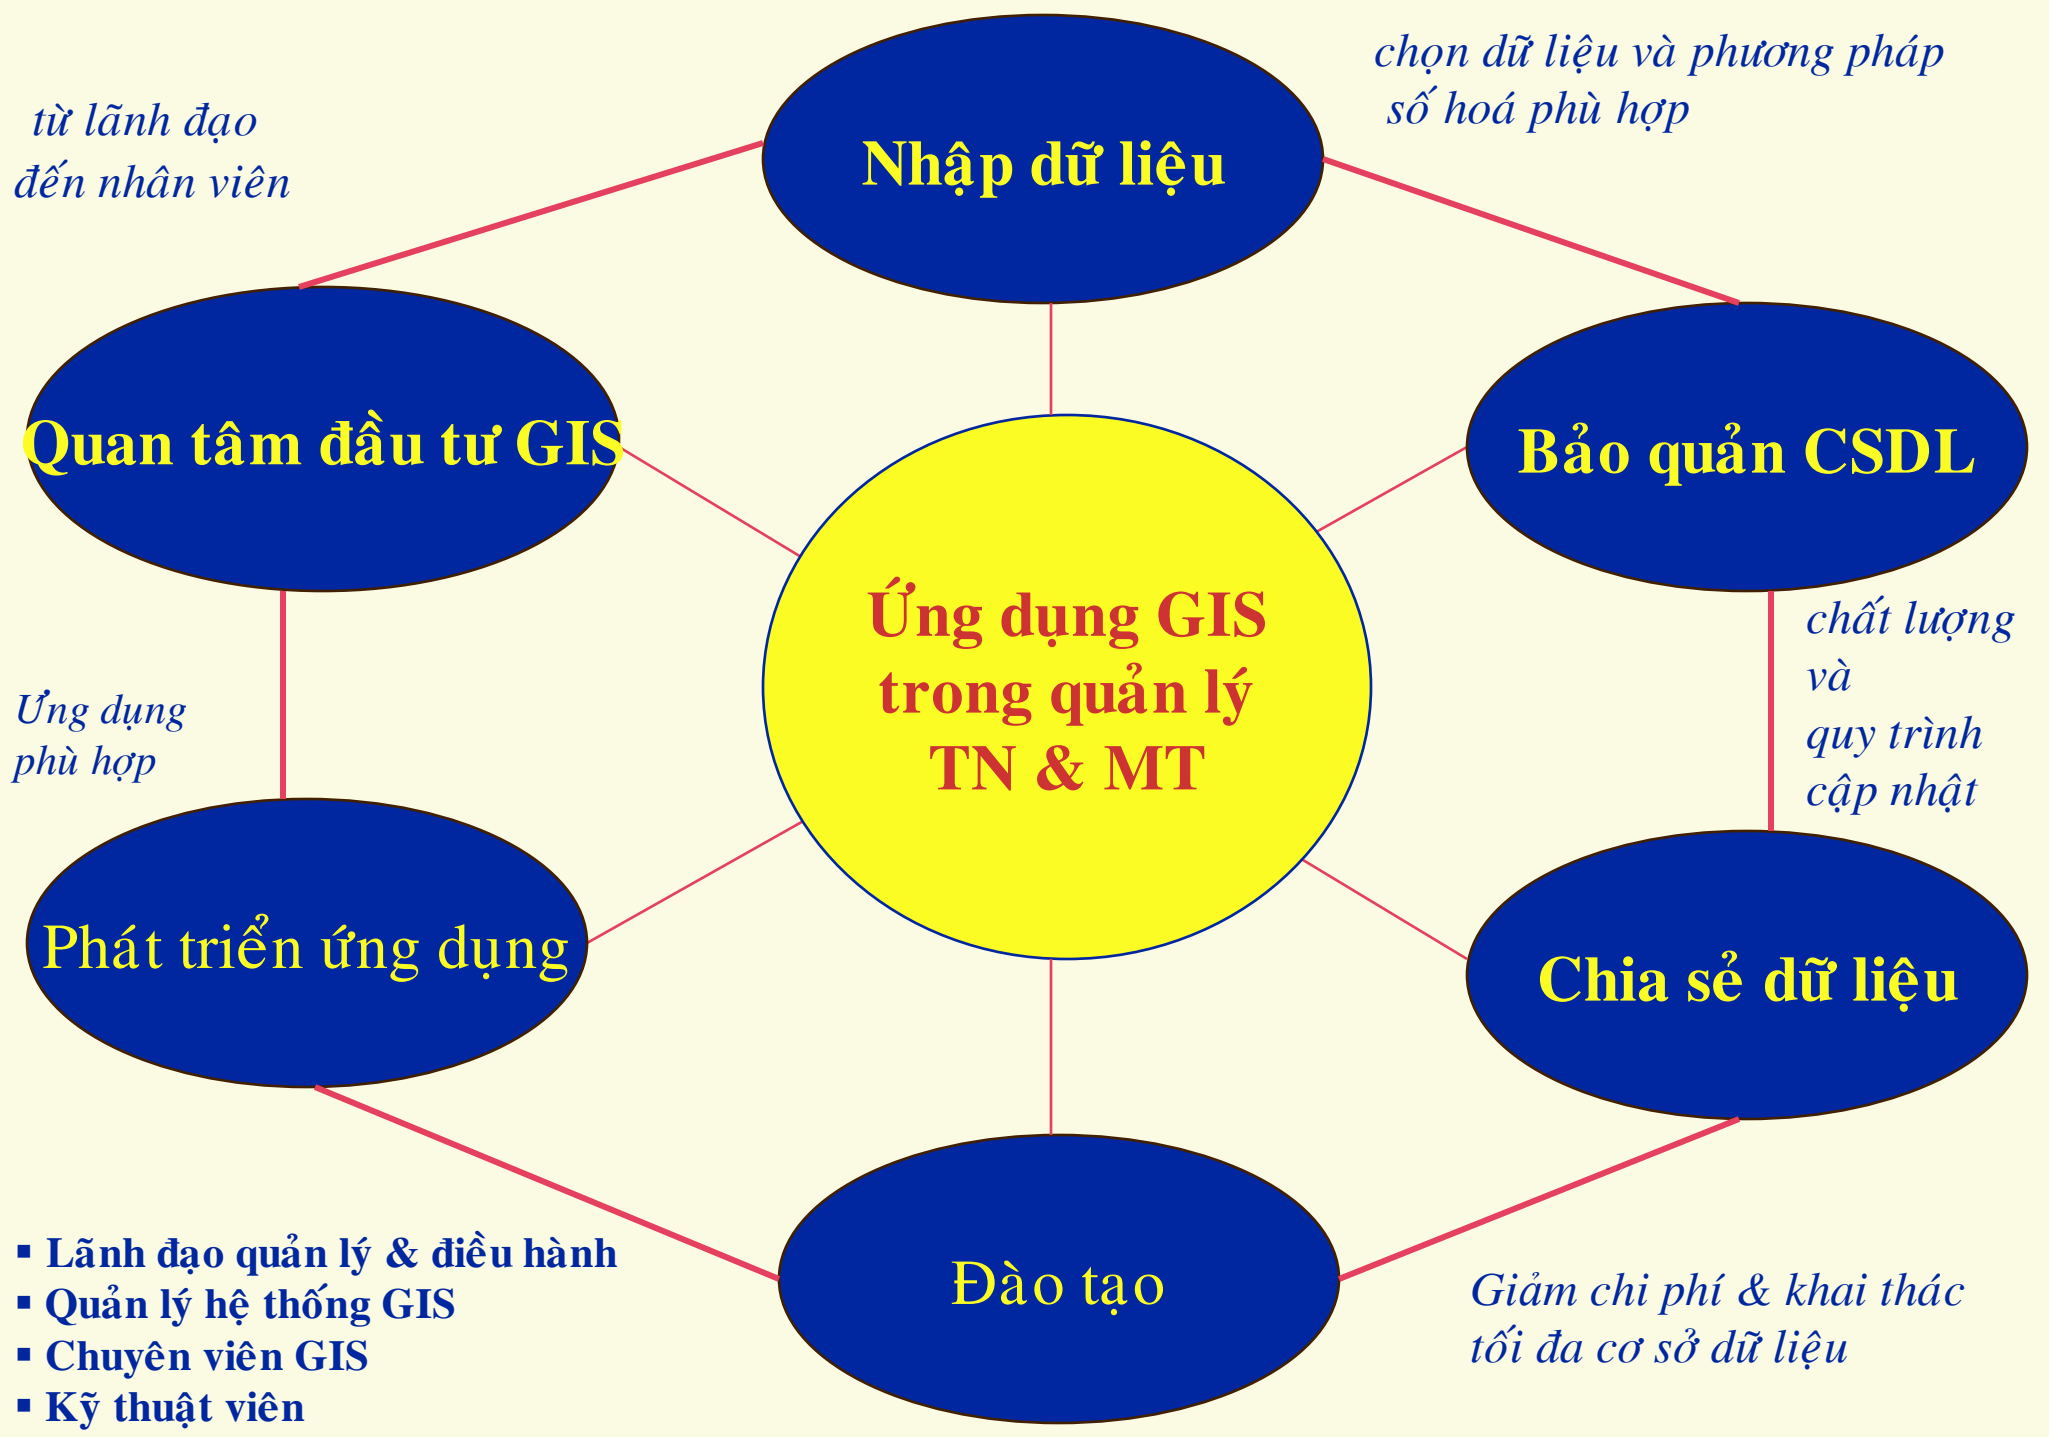 chọn dữ liệu và phương pháp
số hoá phù hợp
từ lãnh đạo
đến nhân viên
Nhập dữ liệu
Quan tâm đầu tư GIS
Bảo quản CSDL
Ứng dụng GIS
trong quản lý
TN & MT
chất lượng
và
quy trình
cập nhật
Ứng dụng
phù hợp
Phát triển ứng dụng
Chia sẻ dữ liệu
Đào tạo
▪ Lãnh đạo quản lý & điều hành
▪ Quản lý hệ thống GIS
▪ Chuyên viên GIS
▪ Kỹ thuật viên
Giảm chi phí & khai thác
tối đa cơ sở dữ liệu